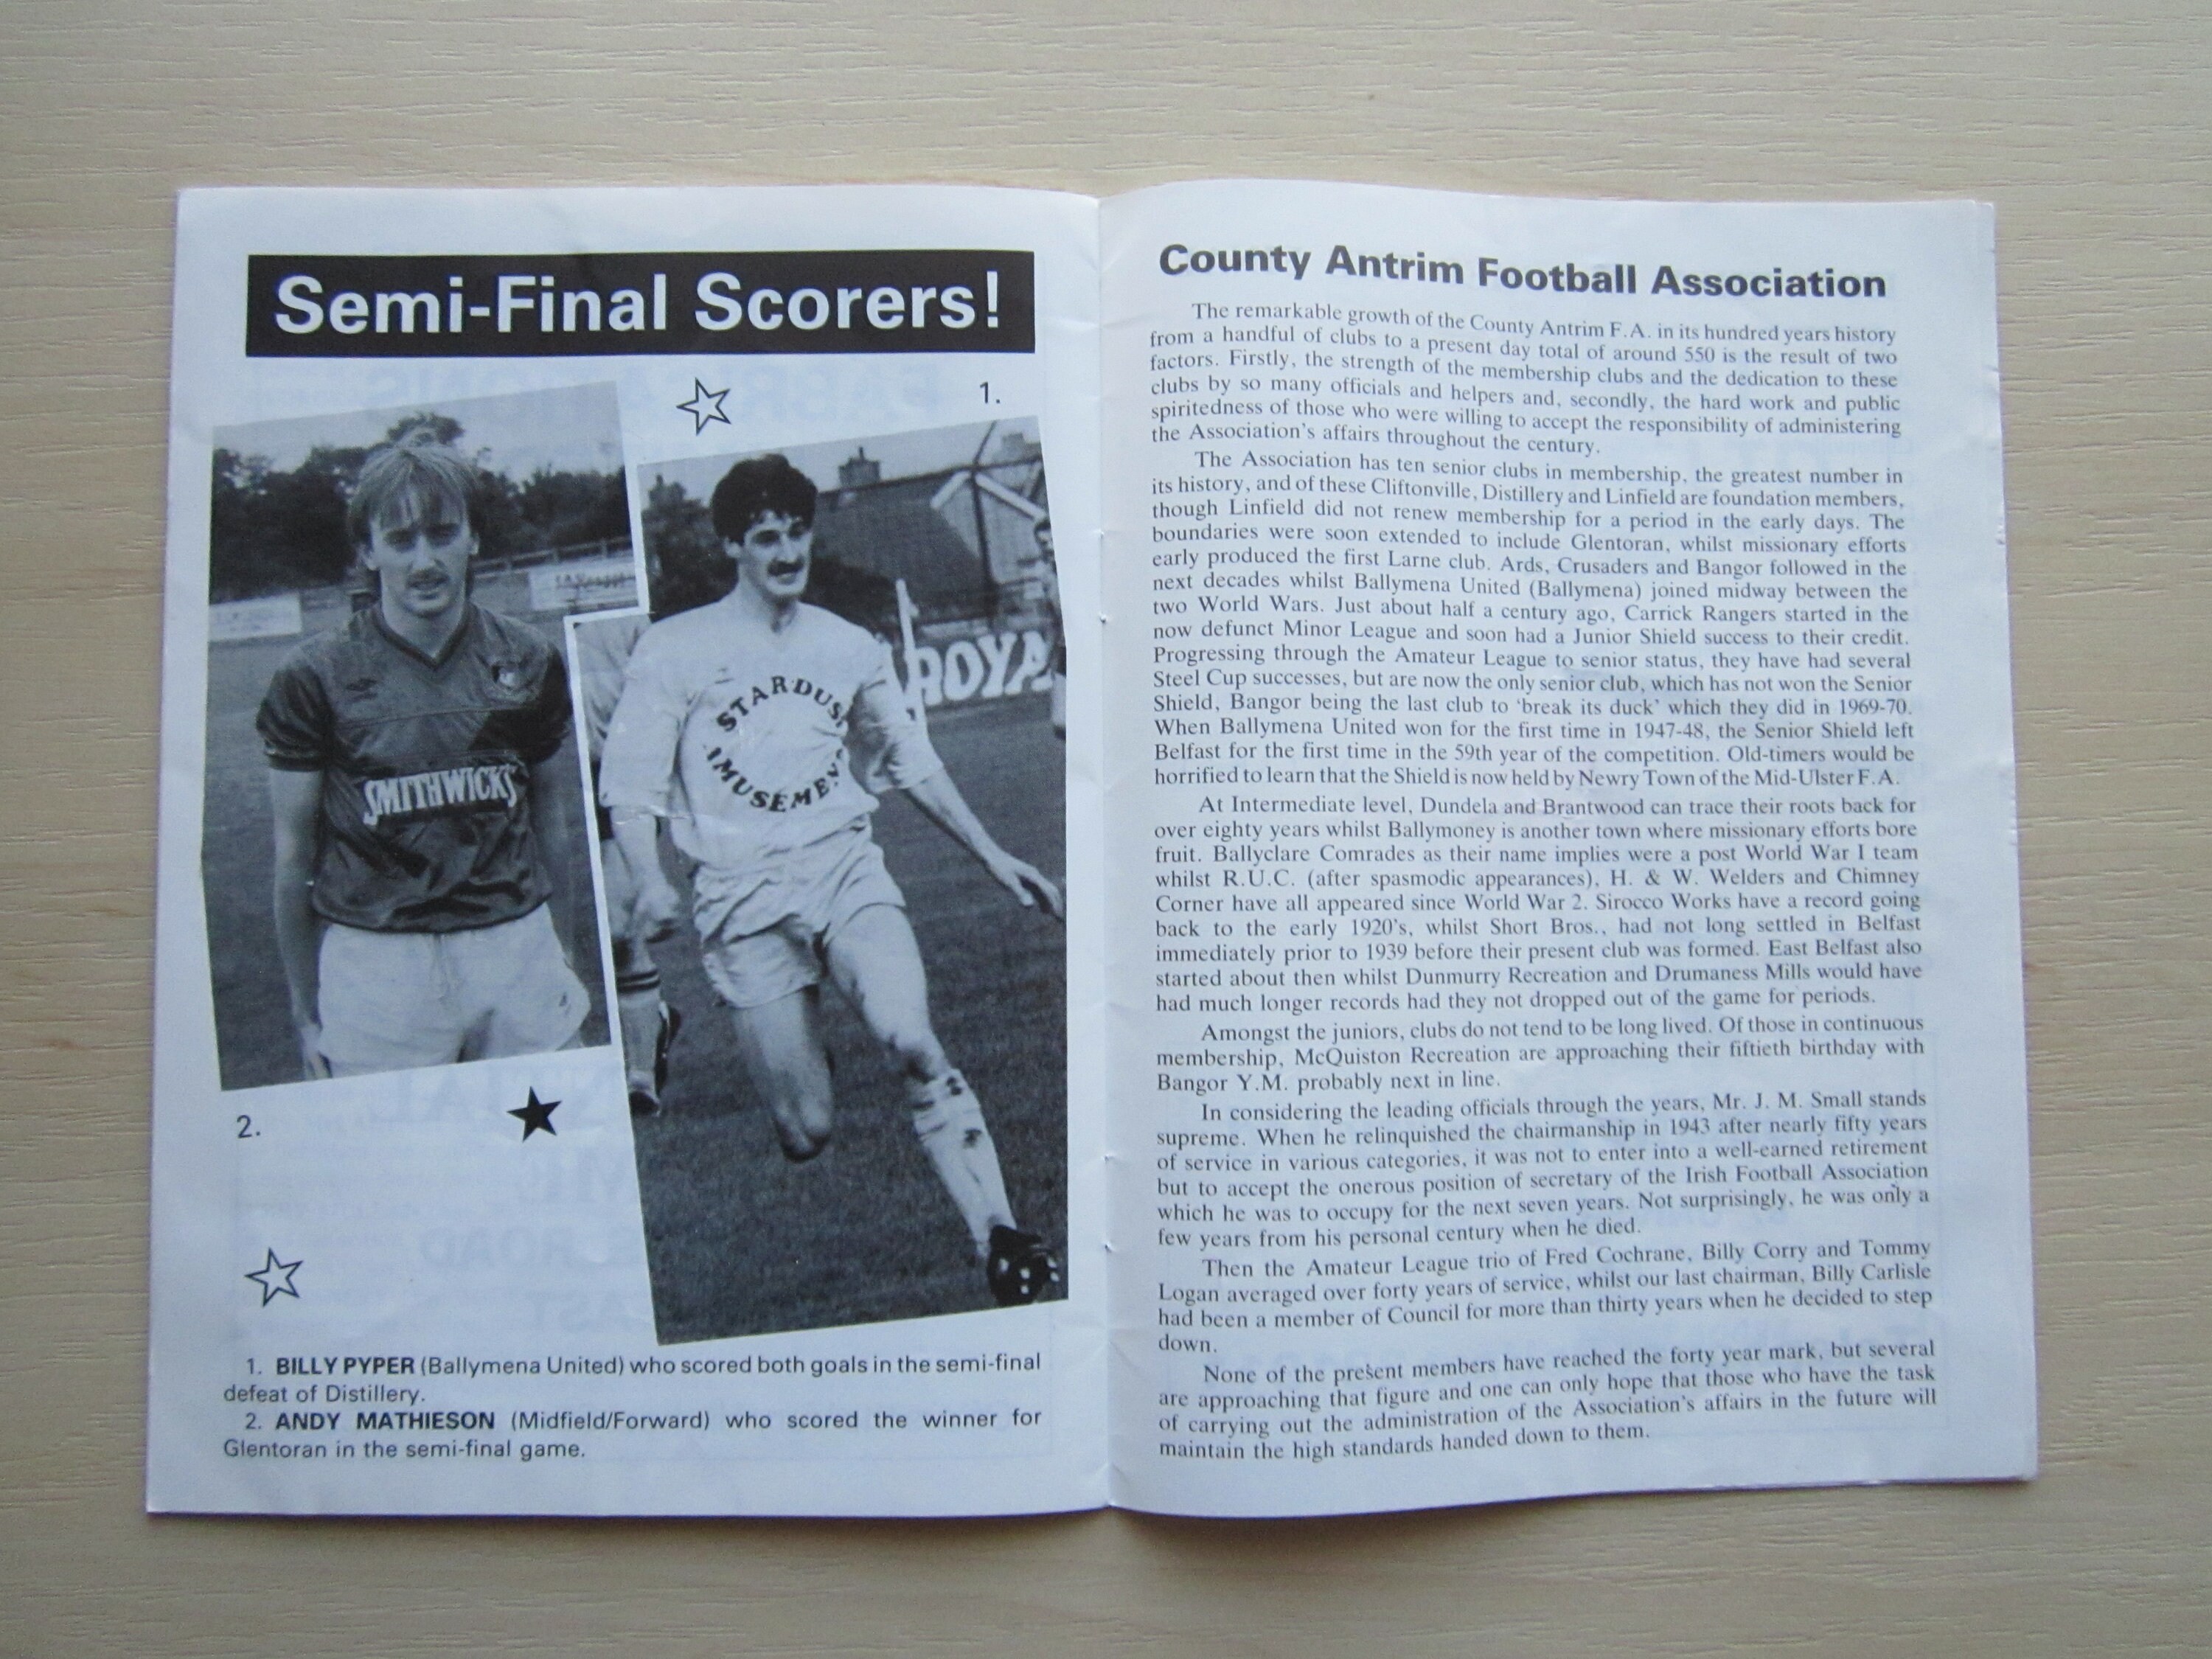 Semi-Final Scorers!
1.
SMITHWICK'S
STARDUST
AMUSEMEN
ROYA
2.
1. BILLY PYPER (Ballymena United) who scored both goals in the semi-final
defeat of Distillery.
2. ANDY MATHIESON (Midfield/Forward) who scored the winner for
Glentoran in the semi-final game.
County Antrim Football Association
The remarkable growth of the County Antrim F.A. in its hundred years history
from a handful of clubs to a present day total of around 550 is the result of two
factors. Firstly, the strength of the membership clubs and the dedication to these
clubs by so many officials and helpers and, secondly, the hard work and public
spiritedness of those who were willing to accept the responsibility of administering
the Association's affairs throughout the century.
The Association has ten senior clubs in membership, the greatest number in
its history, and of these Cliftonville, Distillery and Linfield are foundation members,
though Linfield did not renew membership for a period in the early days. The
boundaries were soon extended to include Glentoran, whilst missionary efforts
early produced the first Larne club. Ards, Crusaders and Bangor followed in the
next decades whilst Ballymena United (Ballymena) joined midway between the
two World Wars. Just about half a century ago, Carrick Rangers started in the
now defunct Minor League and soon had a Junior Shield success to their credit.
Progressing through the Amateur League to senior status, they have had several
Steel Cup successes, but are now the only senior club, which has not won the Senior
Shield, Bangor being the last club to 'break its duck' which they did in 1969-70.
When Ballymena United won for the first time in 1947-48, the Senior Shield left
Belfast for the first time in the 59th year of the competition. Old-timers would be
horrified to learn that the Shield is now held by Newry Town of the Mid-Ulster F.A.
At Intermediate level, Dundela and Brantwood can trace their roots back for
over eighty years whilst Ballymoney is another town where missionary efforts bore
fruit. Ballyclare Comrades as their name implies were a post World War I team
whilst R.U.C. (after spasmodic appearances), H. & W. Welders and Chimney
Corner have all appeared since World War 2. Sirocco Works have a record going
back to the early 1920's, whilst Short Bros., had not long settled in Belfast
immediately prior to 1939 before their present club was formed. East Belfast also
started about then whilst Dunmurry Recreation and Drumaness Mills would have
had much longer records had they not dropped out of the game for periods.
Amongst the juniors, clubs do not tend to be long lived. Of those in continuous
membership, McQuiston Recreation are approaching their fiftieth birthday with
Bangor Y.M. probably next in line.
In considering the leading officials through the years, Mr. J. M. Small stands
supreme. When he relinquished the chairmanship in 1943 after nearly fifty years
of service in various categories, it was not to enter into a well-earned retirement
but to accept the onerous position of secretary of the Irish Football Association
which he was to occupy for the next seven years. Not surprisingly, he was only a
few years from his personal century when he died.
Then the Amateur League trio of Fred Cochrane, Billy Corry and Tommy
Logan averaged over forty years of service, whilst our last chairman, Billy Carlisle
had been a member of Council for more than thirty years when he decided to step
down.
None of the present members have reached the forty year mark, but several
are approaching that figure and one can only hope that those who have the task
of carrying out the administration of the Association's affairs in the future will
maintain the high standards handed down to them.